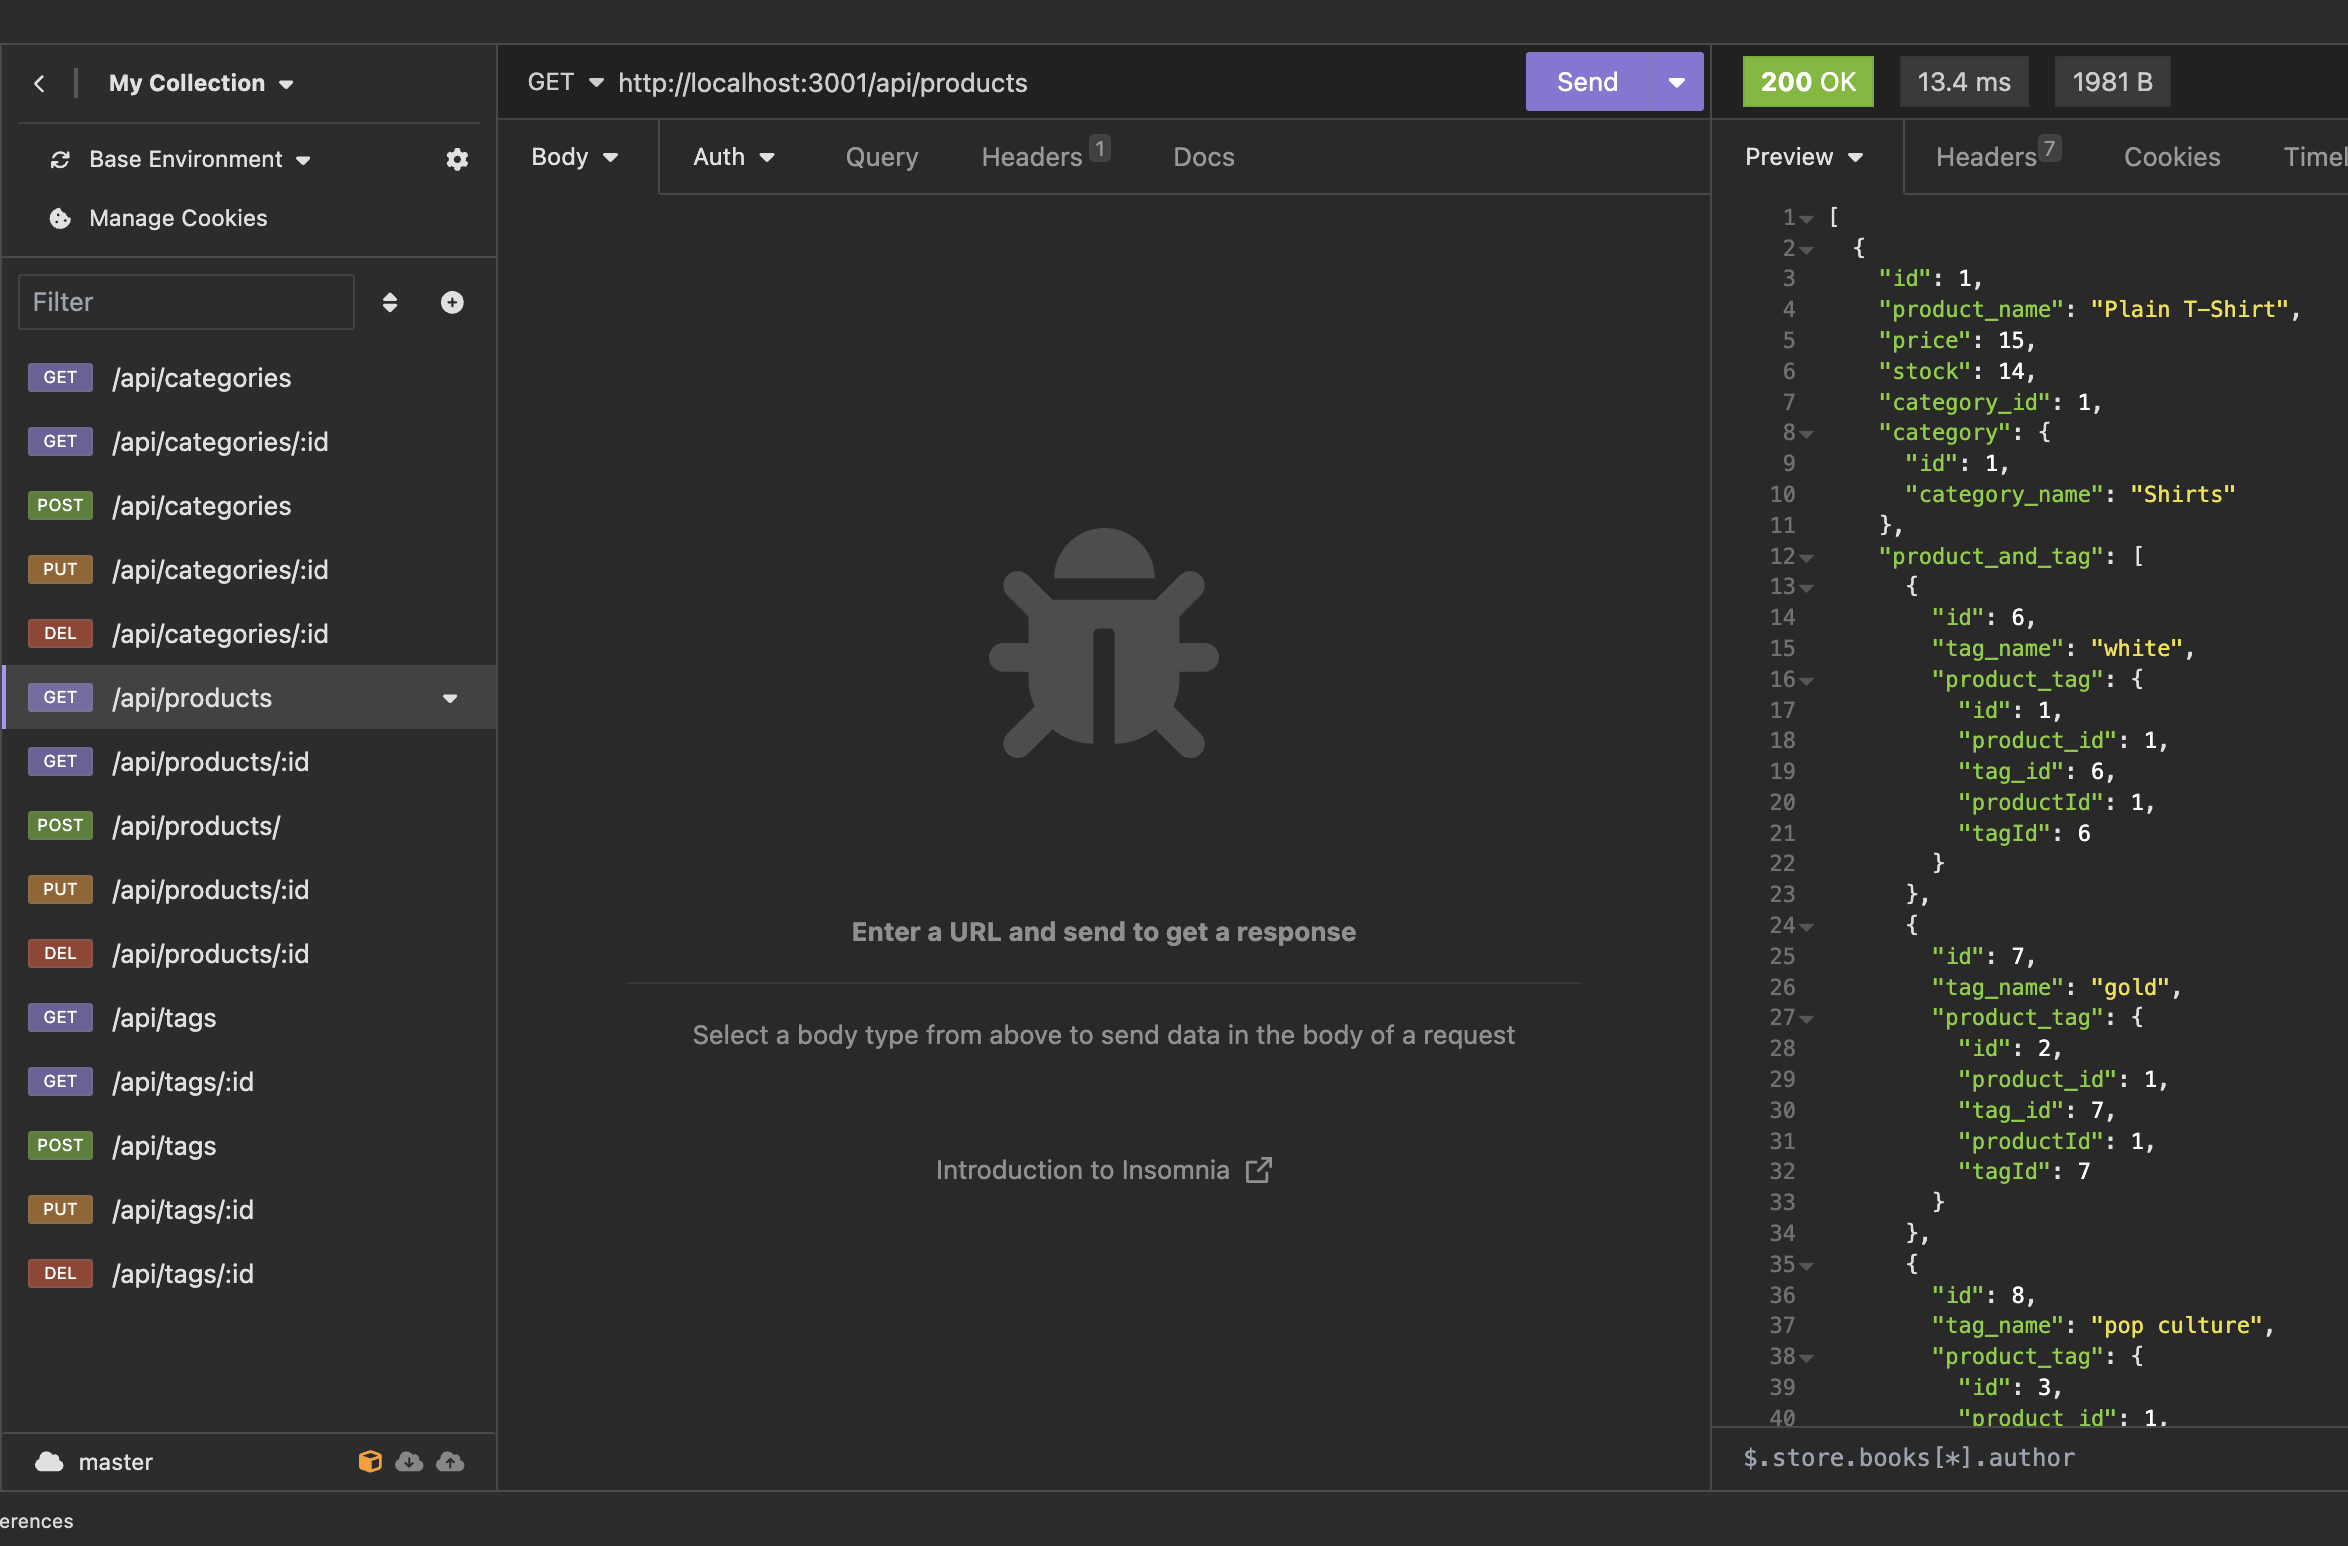 My Collection
Base Environment
Manage Cookies
Filter
GET /api/categories
GET /api/categories/:id
POST /api/categories
PUT /api/categories/:id
DEL /api/categories/:id
GET /api/products
GET /api/products/:id
POST /api/products/
PUT /api/products/:id
DEL /api/products/:id
GET /api/tags
GET /api/tags/:id
POST /api/tags
PUT /api/tags/:id
DEL /api/tags/:id
master
erences
GET http://localhost:3001/api/products Send
Body Auth Query Headers 1 Docs
Enter a URL and send to get a response
Select a body type from above to send data in the body of a request
Introduction to Insomnia
200 OK 13.4 ms 1981 B
Preview Headers 7 Cookies Timel
1 [
2 {
3 "id": 1,
4 "product_name": "Plain T-Shirt",
5 "price": 15,
6 "stock": 14,
7 "category_id": 1,
8 "category": {
9 "id": 1,
10 "category_name": "Shirts"
11 },
12 "product_and_tag": [
13 {
14 "id": 6,
15 "tag_name": "white",
16 "product_tag": {
17 "id": 1,
18 "product_id": 1,
19 "tag_id": 6,
20 "productId": 1,
21 "tagId": 6
22 }
23 },
24 {
25 "id": 7,
26 "tag_name": "gold",
27 "product_tag": {
28 "id": 2,
29 "product_id": 1,
30 "tag_id": 7,
31 "productId": 1,
32 "tagId": 7
33 }
34 },
35 {
36 "id": 8,
37 "tag_name": "pop culture",
38 "product_tag": {
39 "id": 3,
40 "product_id": 1,
$.store.books[*].author